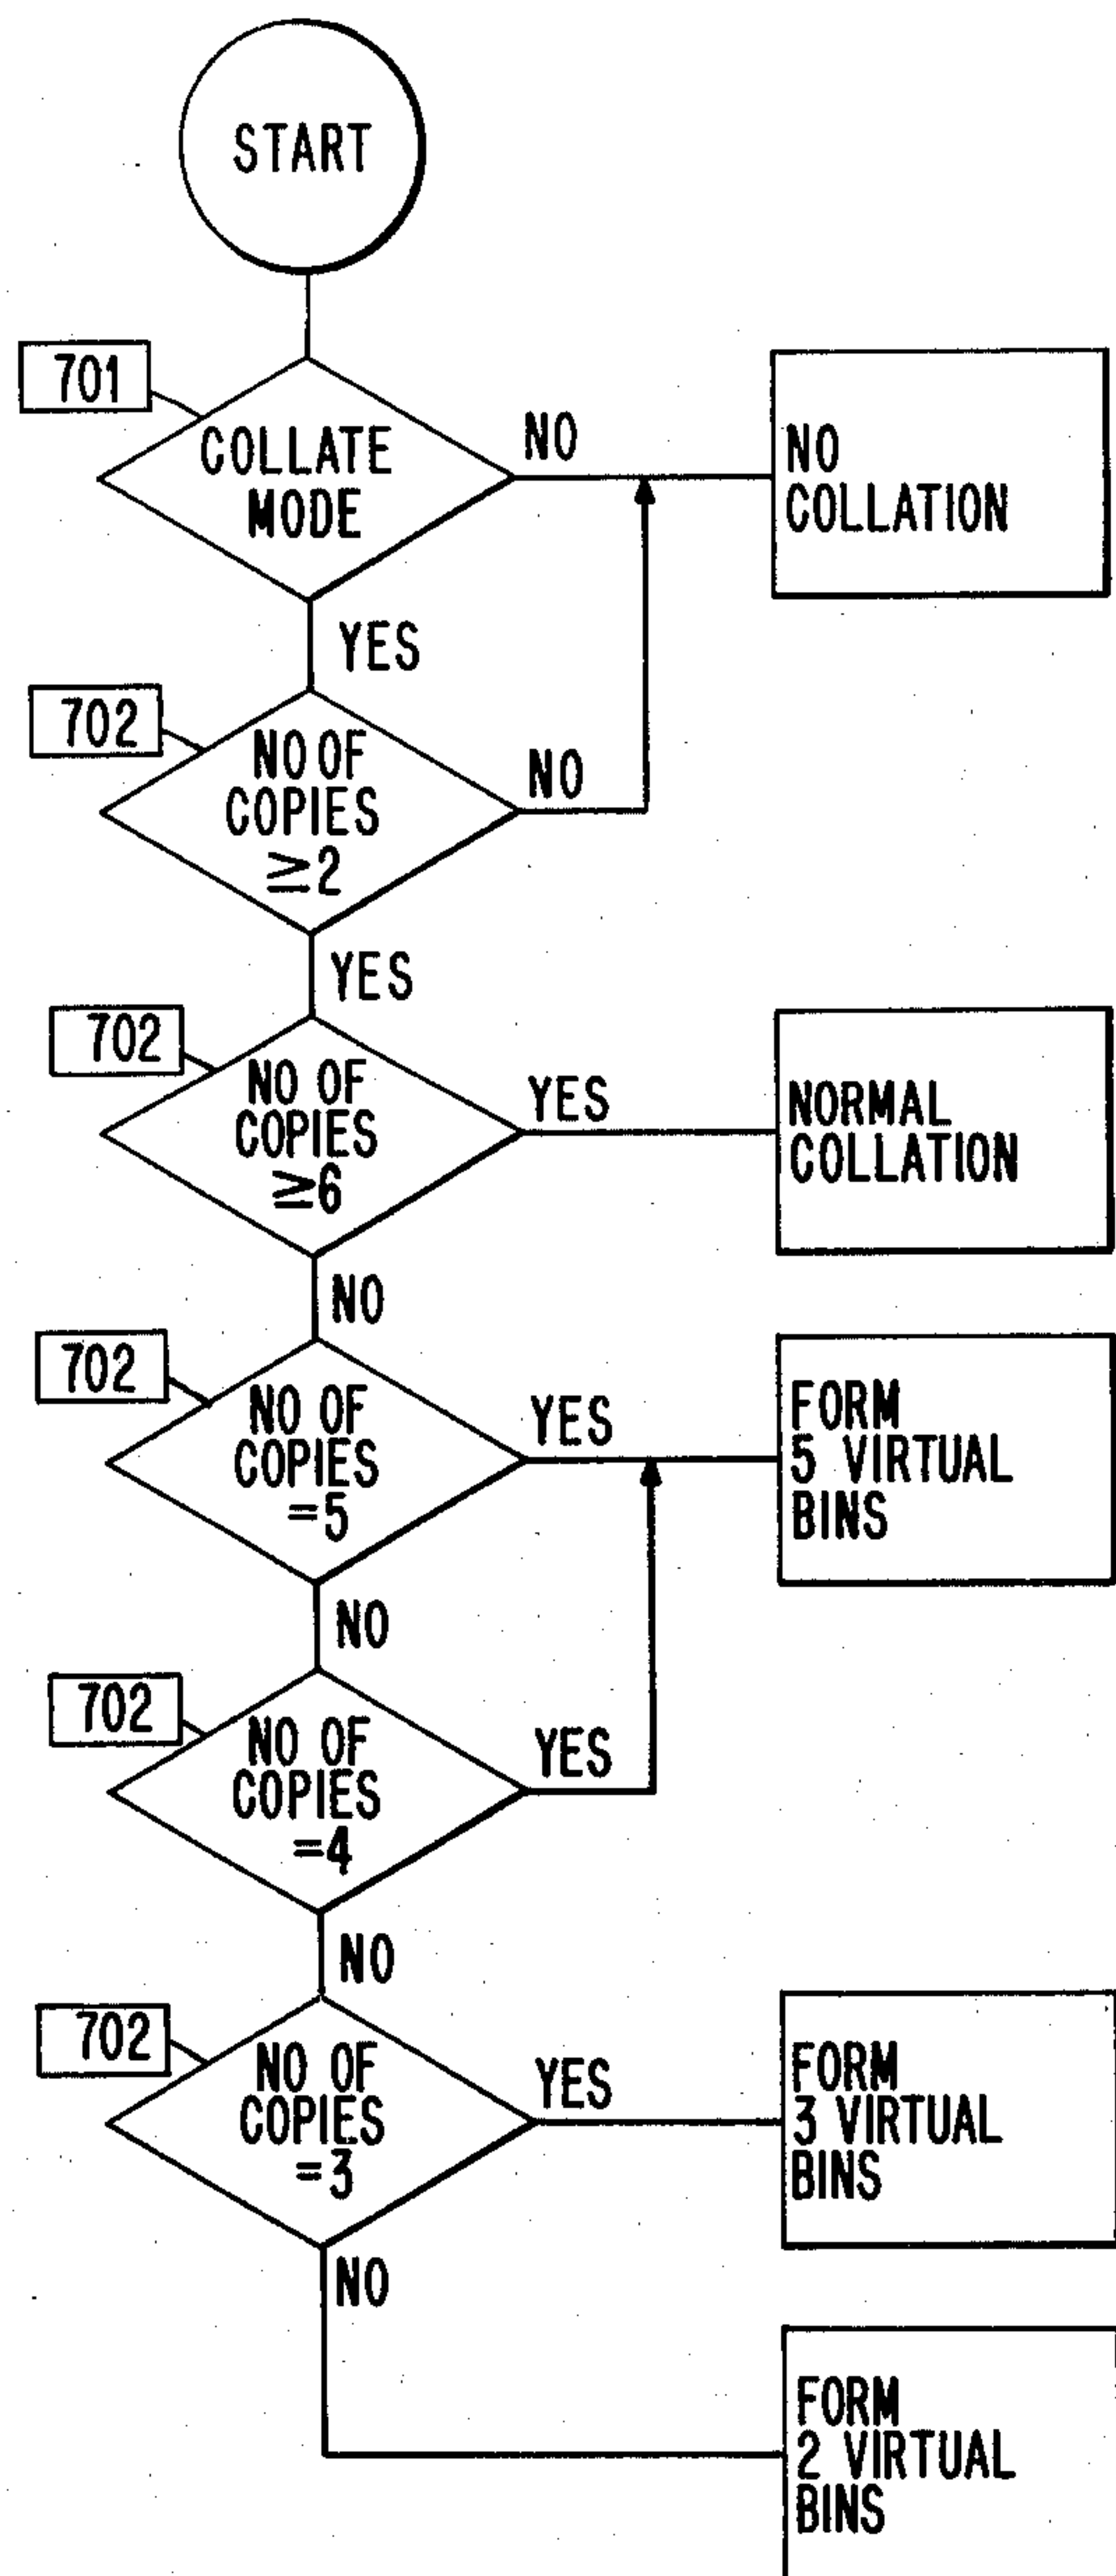 START
701
COLLATE
MODE
NO
NO
COLLATION
YES
702
NO OF
COPIES
≥2
NO
YES
702
NO OF
COPIES
≥6
YES
NORMAL
COLLATION
NO
702
NO OF
COPIES
=5
YES
FORM
5 VIRTUAL
BINS
NO
702
NO OF
COPIES
=4
YES
NO
702
NO OF
COPIES
=3
YES
FORM
3 VIRTUAL
BINS
NO
FORM
2 VIRTUAL
BINS